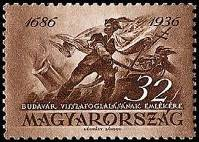 1686 1936
32
BUDAVÁR VISSZAFOGLALÁSÁNAK EMLÉKÉRE
MAGYARORSZÁG